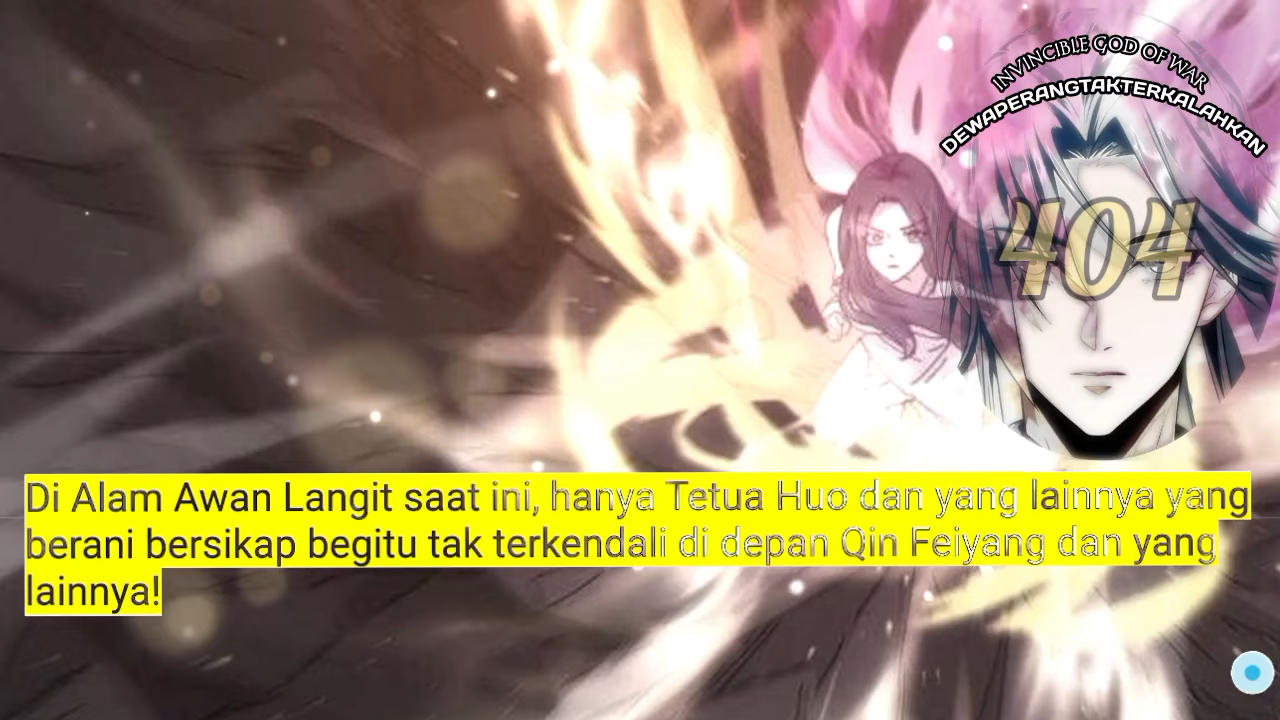 INVINCIBLE GOD OF WAR
DEWAPERANGTAKTERKALAHKAN
404
Di Alam Awan Langit saat ini, hanya Tetua Huo dan yang lainnya yang
berani bersikap begitu tak terkendali di depan Qin Feiyang dan yang
lainnya!